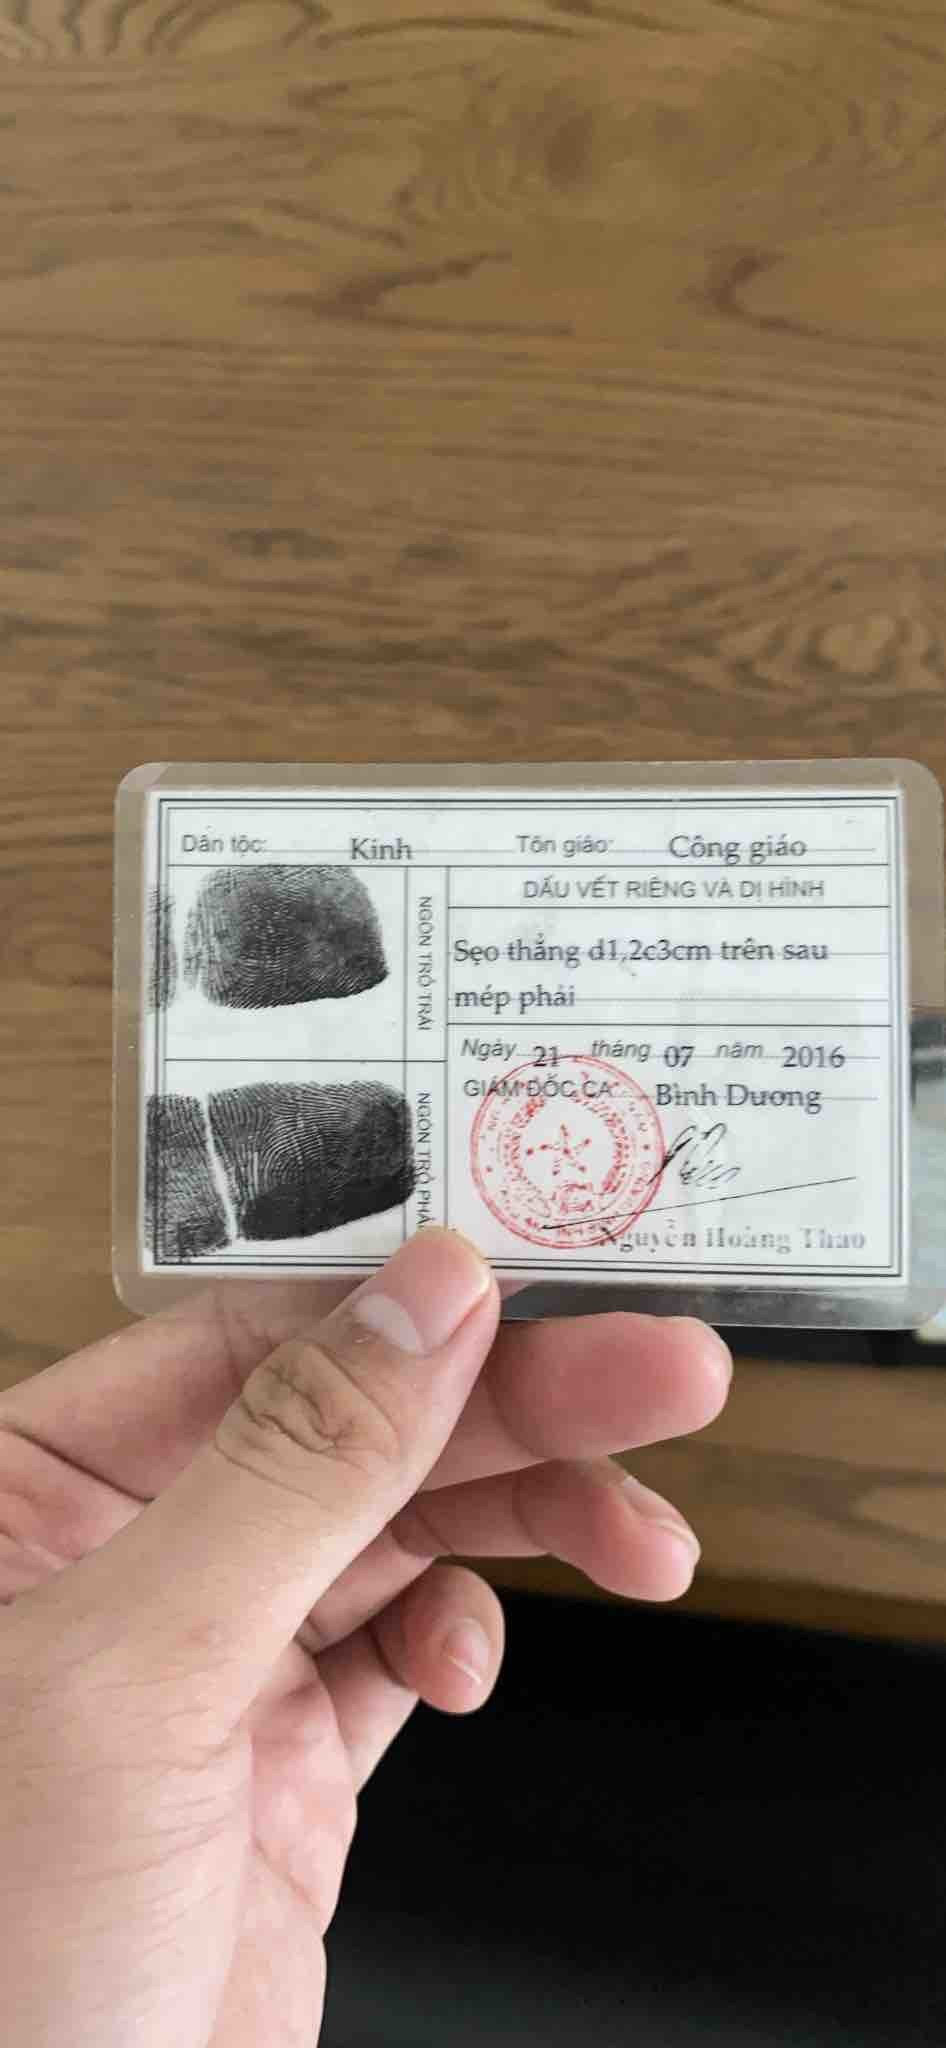 Dân tộc: Kinh Tôn giáo: Công giáo
NGÓN TRỎ TRÁI
NGÓN TRỎ PHẢI
DẤU VẾT RIÊNG VÀ DỊ HÌNH
Sẹo thẳng d1,2c3cm trên sau
mép phải
Ngày 21 tháng 07 năm 2016
GIÁM ĐỐC CA Bình Dương
Nguyễn Hoàng Thao